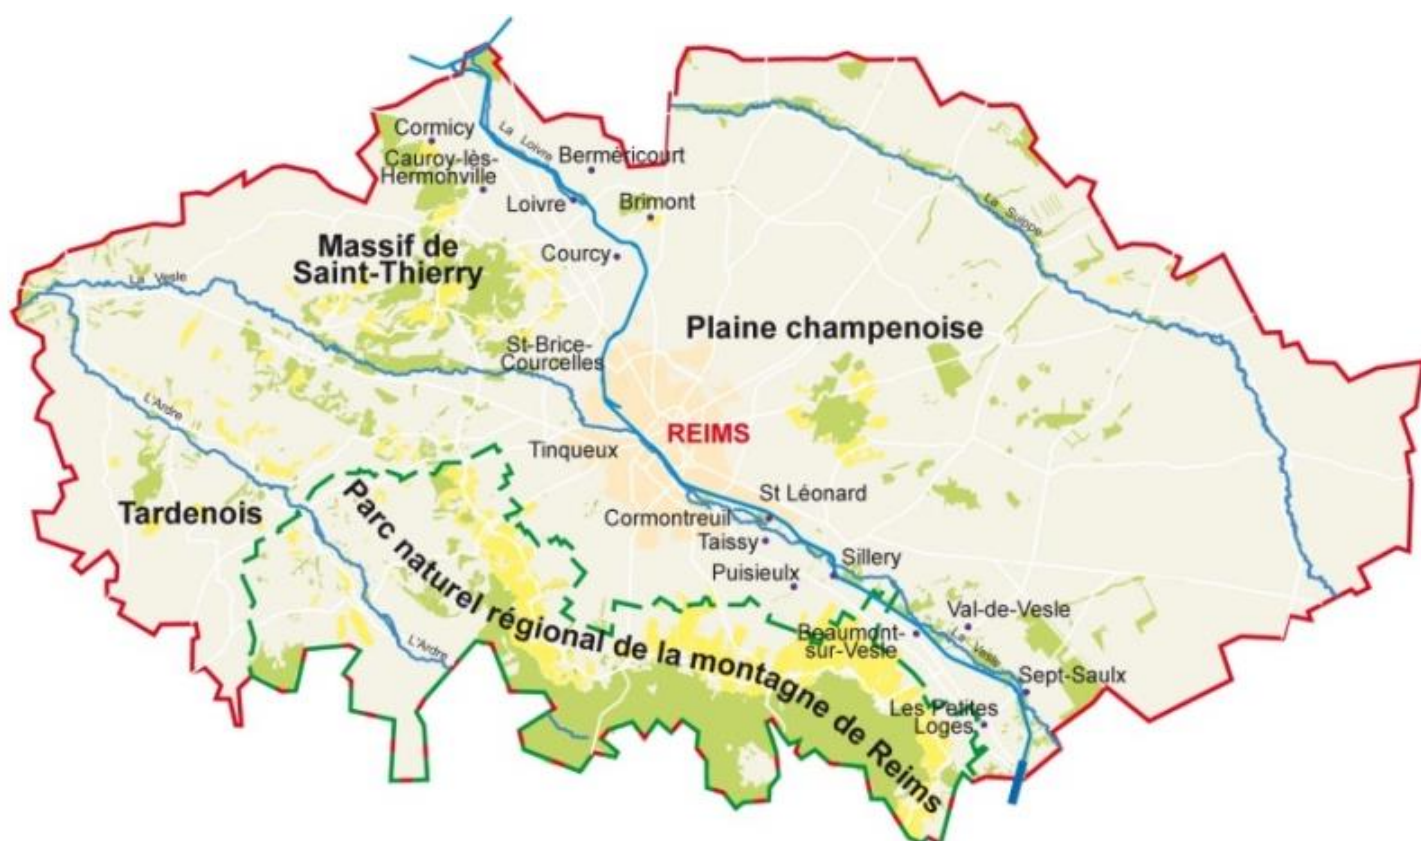 Cormicy
La Loivre
Cauroy-lès-
Hermonville
Berméricourt
Loivre
Brimont
La Suippe
Massif de
Saint-Thierry
Courcy
La Vesle
Plaine champenoise
St-Brice-
Courcelles
L'Ardre
REIMS
Tinqueux
Tardenois
Parc naturel régional de la montagne de Reims
St Léonard
Cormontreuil
Taissy
Sillery
Puisieulx
Val-de-Vesle
Beaumont-
sur-Vesle
La Vesle
L'Ardre
Sept-Saulx
Les Petites
Loges